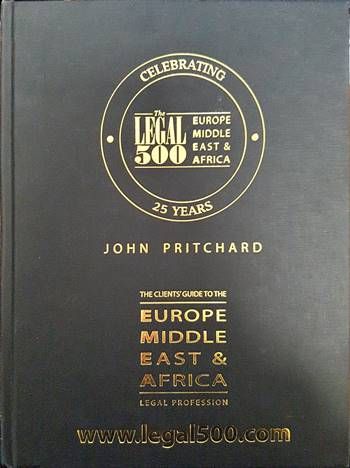 CELEBRATING
The
LEGAL
500
EUROPE
MIDDLE
EAST &
AFRICA
25 YEARS
JOHN PRITCHARD
THE CLIENTS' GUIDE TO THE
EUROPE
MIDDLE
EAST &
AFRICA
LEGAL PROFESSION
www.legal500.com